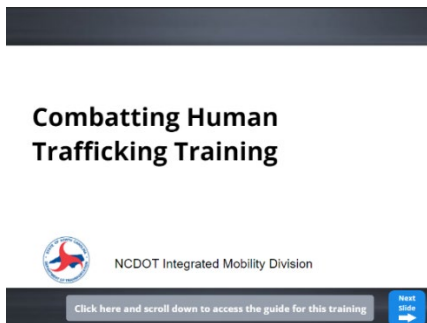 Combatting Human
Trafficking Training
NCDOT Integrated Mobility Division
Click here and scroll down to access the guide for this training
Next
Slide